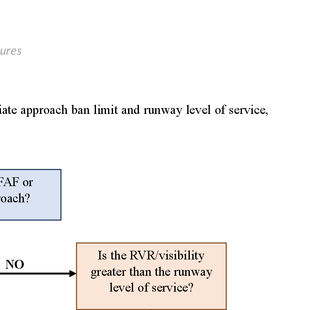 ures
iate approach ban limit and runway level of service,
FAF or
oach?
NO
Is the RVR/visibility
greater than the runway
level of service?